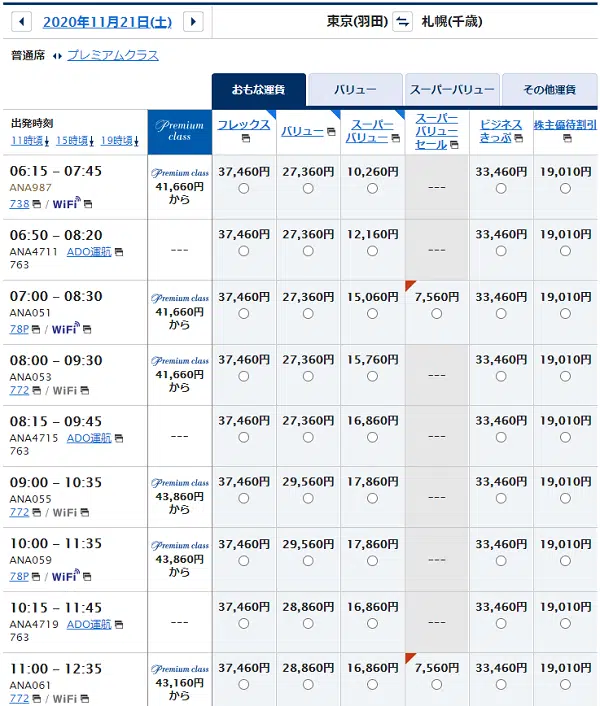 2020年11月21日(土)
東京(羽田) 札幌(千歳)
普通席 プレミアムクラス
おもな運賃 バリュー スーパーバリュー その他運賃
出発時刻
11時頃 15時頃 19時頃
Premium class
フレックス
バリュー
スーパー
バリュー
スーパー
バリュー
セール
ビジネス
きっぷ
株主優待割引
06:15 – 07:45
ANA987
738 / WiFi
Premium class
41,660円
から
37,460円 27,360円 10,260円 --- 33,460円 19,010円
06:50 – 08:20
ANA4711 ADO運航
763
---
37,460円 27,360円 12,160円 --- 33,460円 19,010円
07:00 – 08:30
ANA051
78P / WiFi
Premium class
41,660円
から
37,460円 27,360円 15,060円 7,560円 33,460円 19,010円
08:00 – 09:30
ANA053
772 / WiFi
Premium class
41,660円
から
37,460円 27,360円 15,760円 --- 33,460円 19,010円
08:15 – 09:45
ANA4715 ADO運航
763
---
37,460円 27,360円 16,860円 --- 33,460円 19,010円
09:00 – 10:35
ANA055
772 / WiFi
Premium class
43,860円
から
37,460円 29,560円 17,860円 --- 33,460円 19,010円
10:00 – 11:35
ANA059
78P / WiFi
Premium class
43,860円
から
37,460円 29,560円 17,860円 --- 33,460円 19,010円
10:15 – 11:45
ANA4719 ADO運航
763
---
37,460円 28,860円 16,860円 --- 33,460円 19,010円
11:00 – 12:35
ANA061
772 / WiFi
Premium class
43,160円
から
37,460円 28,860円 16,860円 7,560円 33,460円 19,010円